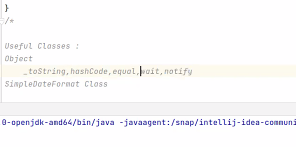 }
/*
Useful Classes :
Object
_toString,hashCode,equal,wait,notify
SimpleDateFormat Class
0-openjdk-amd64/bin/java -javaagent:/snap/intellij-idea-communi